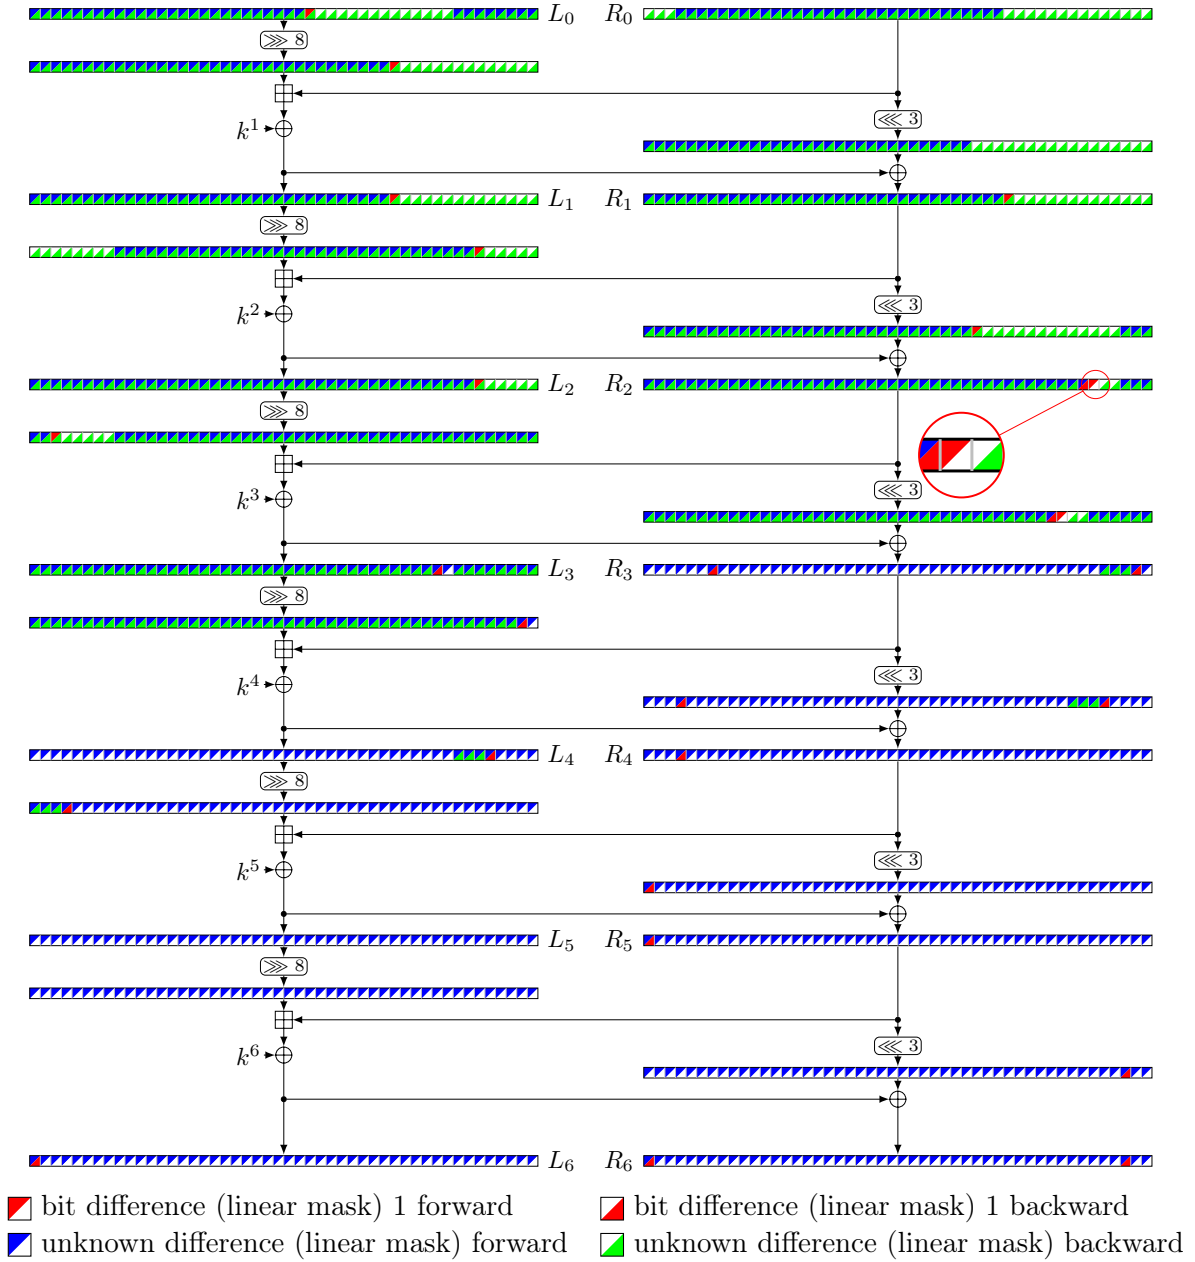 L₀ R₀
⋙ 8
k¹
⋘ 3
L₁ R₁
⋙ 8
k²
⋘ 3
L₂ R₂
⋙ 8
k³
⋘ 3
L₃ R₃
⋙ 8
k⁴
⋘ 3
L₄ R₄
⋙ 8
k⁵
⋘ 3
L₅ R₅
⋙ 8
k⁶
⋘ 3
L₆ R₆
bit difference (linear mask) 1 forward
bit difference (linear mask) 1 backward
unknown difference (linear mask) forward
unknown difference (linear mask) backward